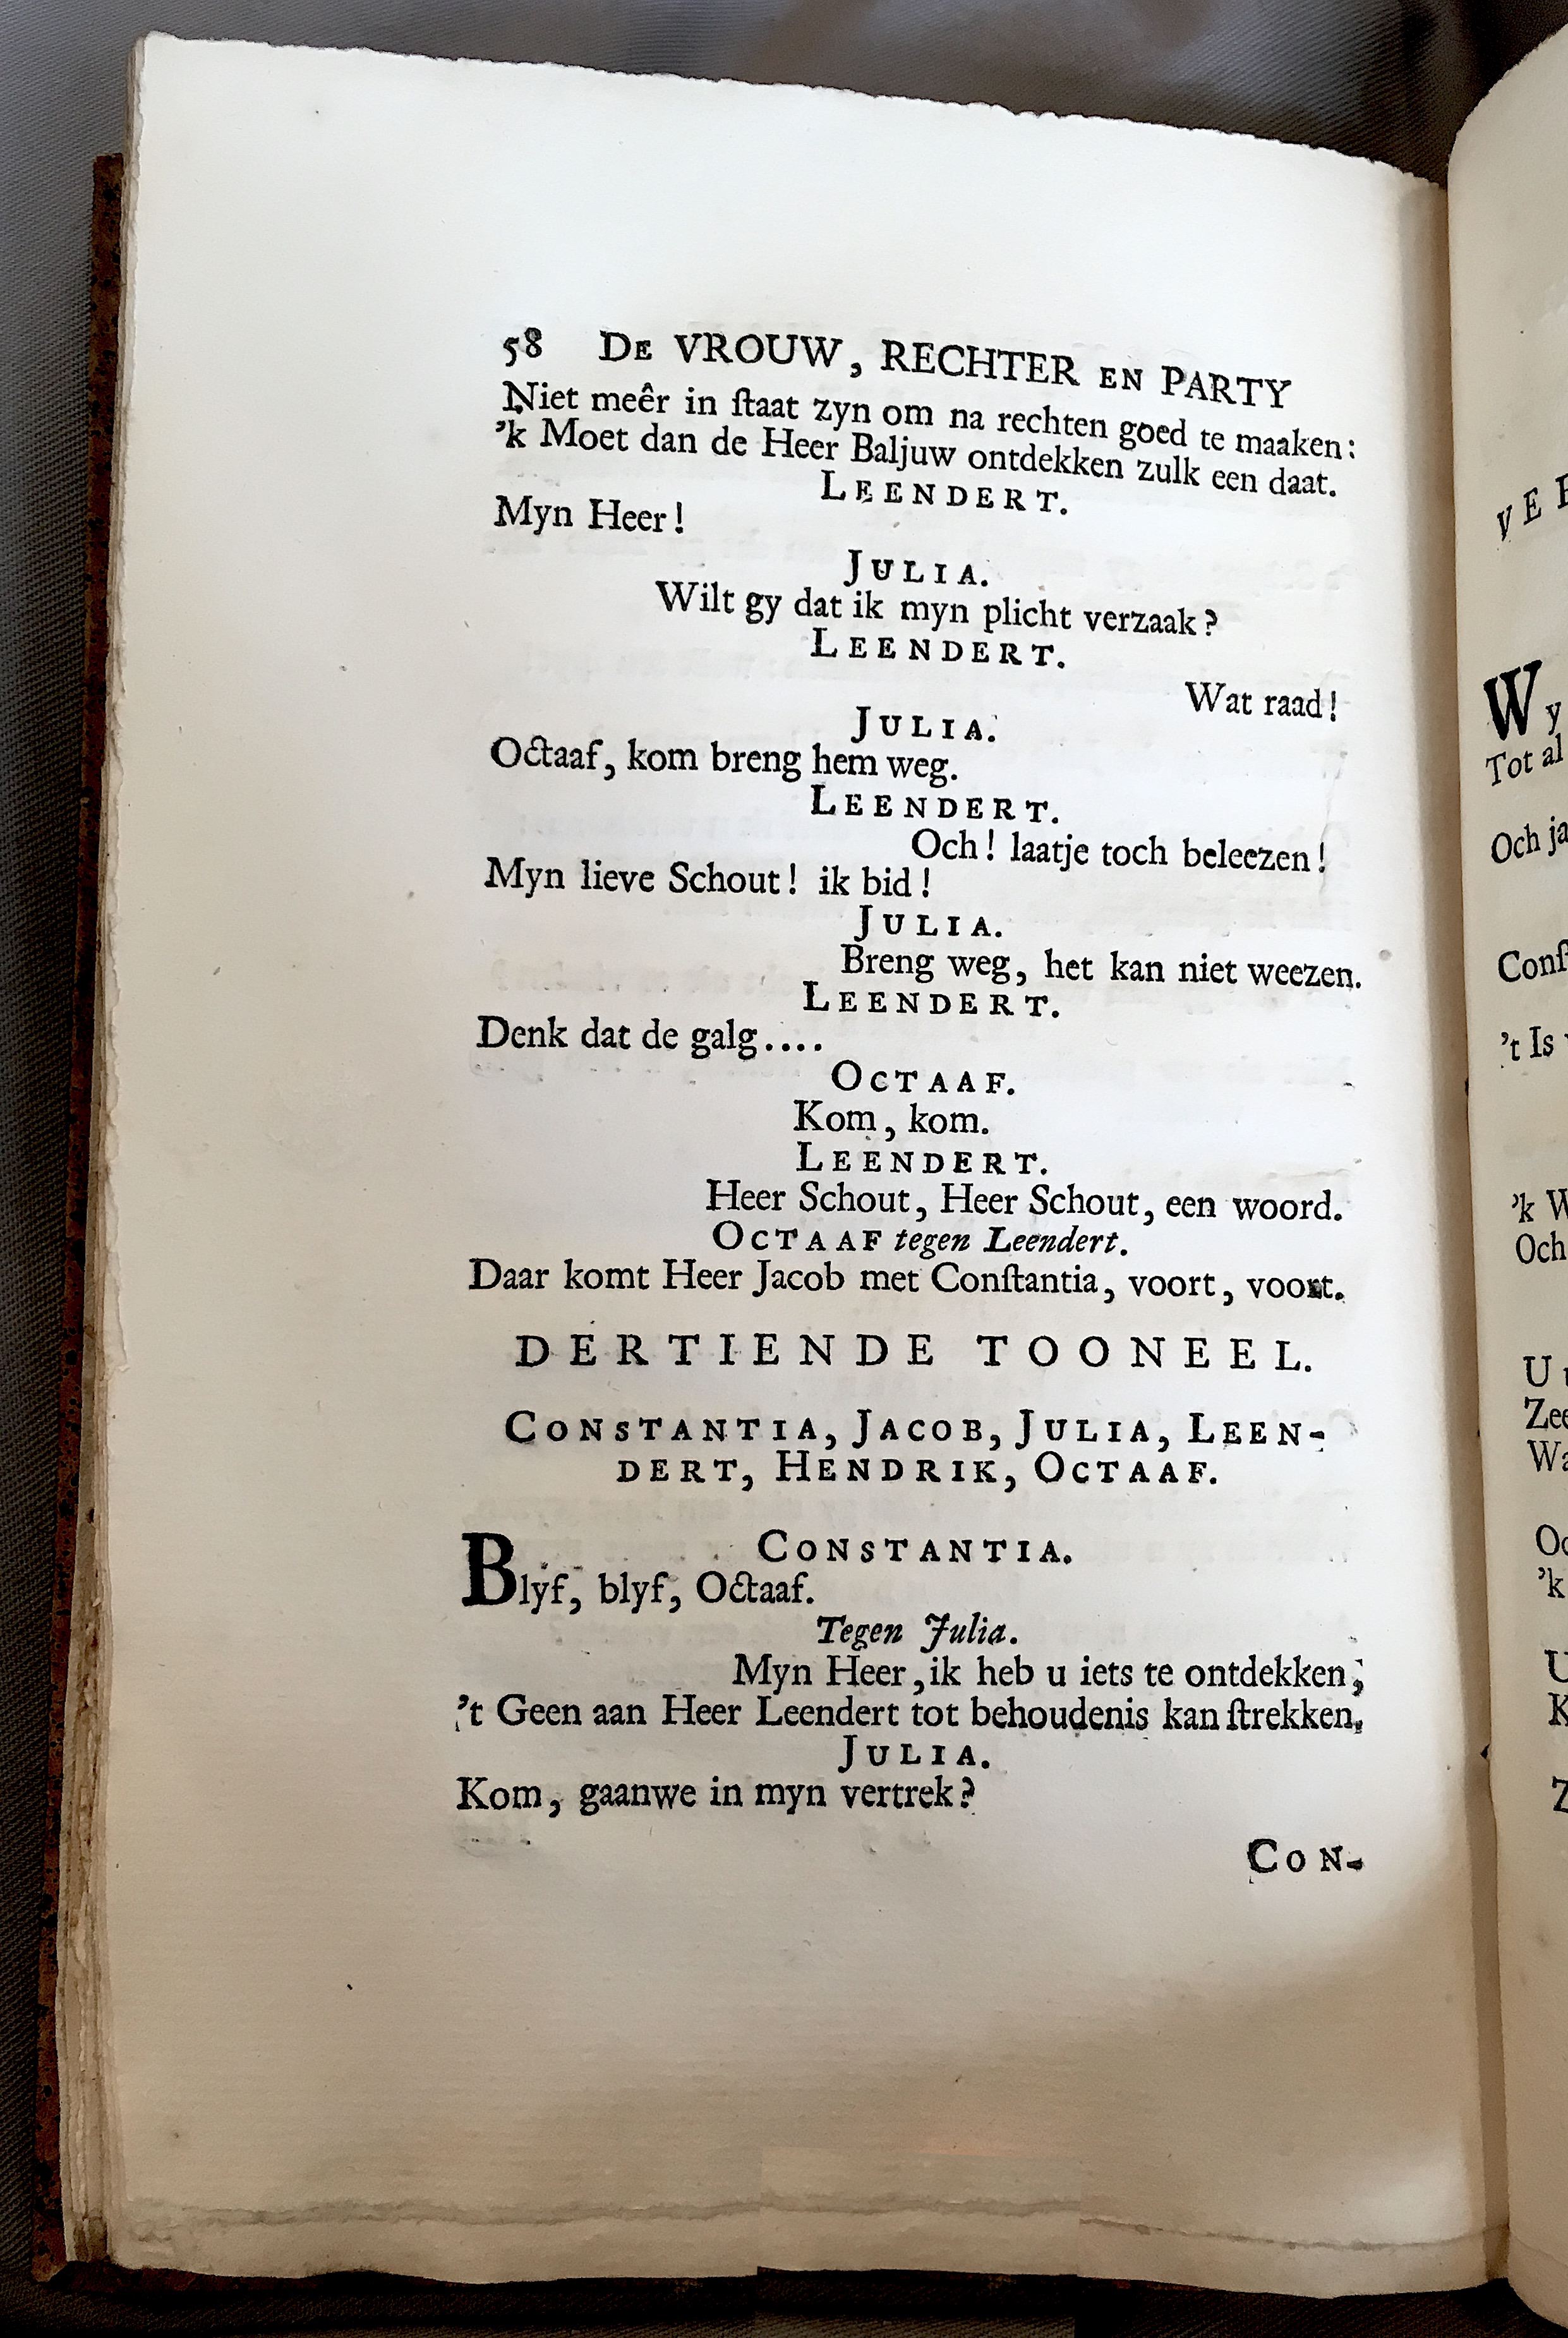 58 DE VROUW, RECHTER EN PARTY
Niet meêr in ſtaat zyn om na rechten goed te maaken:
’k Moet dan de Heer Baljuw ontdekken zulk een daat.
LEENDERT.
Myn Heer!
JULIA.
Wilt gy dat ik myn plicht verzaak?
LEENDERT.
Wat raad!
JULIA.
Octaaf, kom breng hem weg.
LEENDERT.
Och! laatje toch beleezen!
Myn lieve Schout! ik bid!
JULIA.
Breng weg, het kan niet weezen.
LEENDERT.
Denk dat de galg....
OCTAAF.
Kom, kom.
LEENDERT.
Heer Schout, Heer Schout, een woord.
OCTAAF tegen Leendert.
Daar komt Heer Jacob met Conſtantia, voort, voort.
DERTIENDE TOONEEL.
CONSTANTIA, JACOB, JULIA, LEEN-
DERT, HENDRIK, OCTAAF.
CONSTANTIA.
Blyf, blyf, Octaaf.
Tegen Julia.
Myn Heer, ik heb u iets te ontdekken;
’t Geen aan Heer Leendert tot behoudenis kan ſtrekken.
JULIA.
Kom, gaanwe in myn vertrek?
CON-
Wy
Tot al
Och
’t Is
’k
Och
U
’k